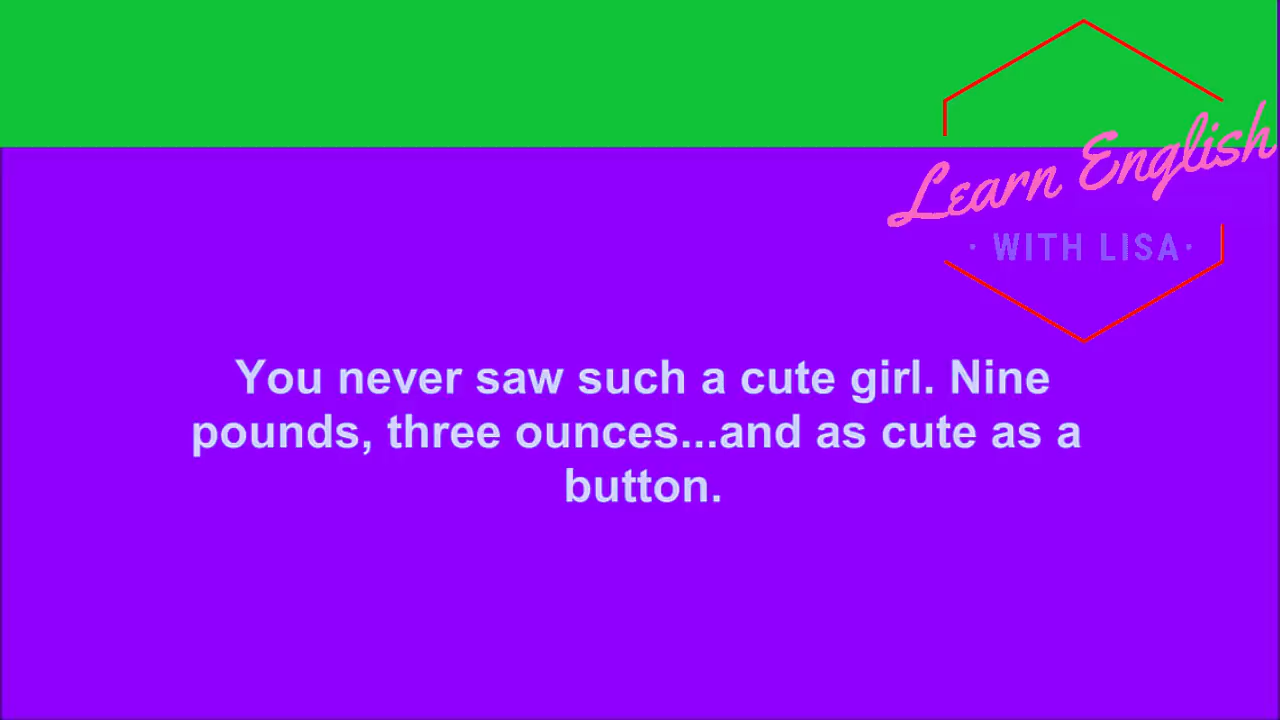 Learn English
· WITH LISA·
You never saw such a cute girl. Nine
pounds, three ounces...and as cute as a
button.